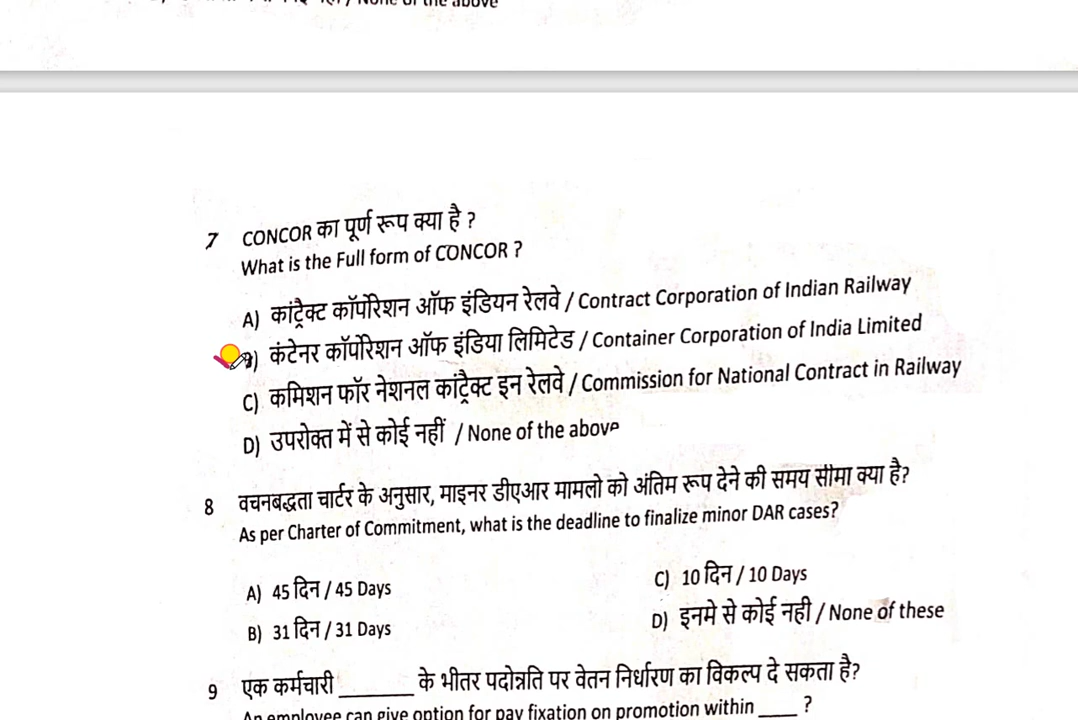 None of the above
7 CONCOR का पूर्ण रूप क्या है ?
What is the Full form of CONCOR ?
A) कांट्रैक्ट कॉर्पोरेशन ऑफ इंडियन रेलवे / Contract Corporation of Indian Railway
B) कंटेनर कॉर्पोरेशन ऑफ इंडिया लिमिटेड / Container Corporation of India Limited
C) कमिशन फॉर नेशनल कांट्रैक्ट इन रेलवे / Commission for National Contract in Railway
D) उपरोक्त में से कोई नहीं / None of the above
8 वचनबद्धता चार्टर के अनुसार, माइनर डीएआर मामलो को अंतिम रूप देने की समय सीमा क्या है?
As per Charter of Commitment, what is the deadline to finalize minor DAR cases?
A) 45 दिन / 45 Days
B) 31 दिन / 31 Days
C) 10 दिन / 10 Days
D) इनमे से कोई नही / None of these
9 एक कर्मचारी ______ के भीतर पदोन्नति पर वेतन निर्धारण का विकल्प दे सकता है?
An employee can give option for pay fixation on promotion within ____ ?